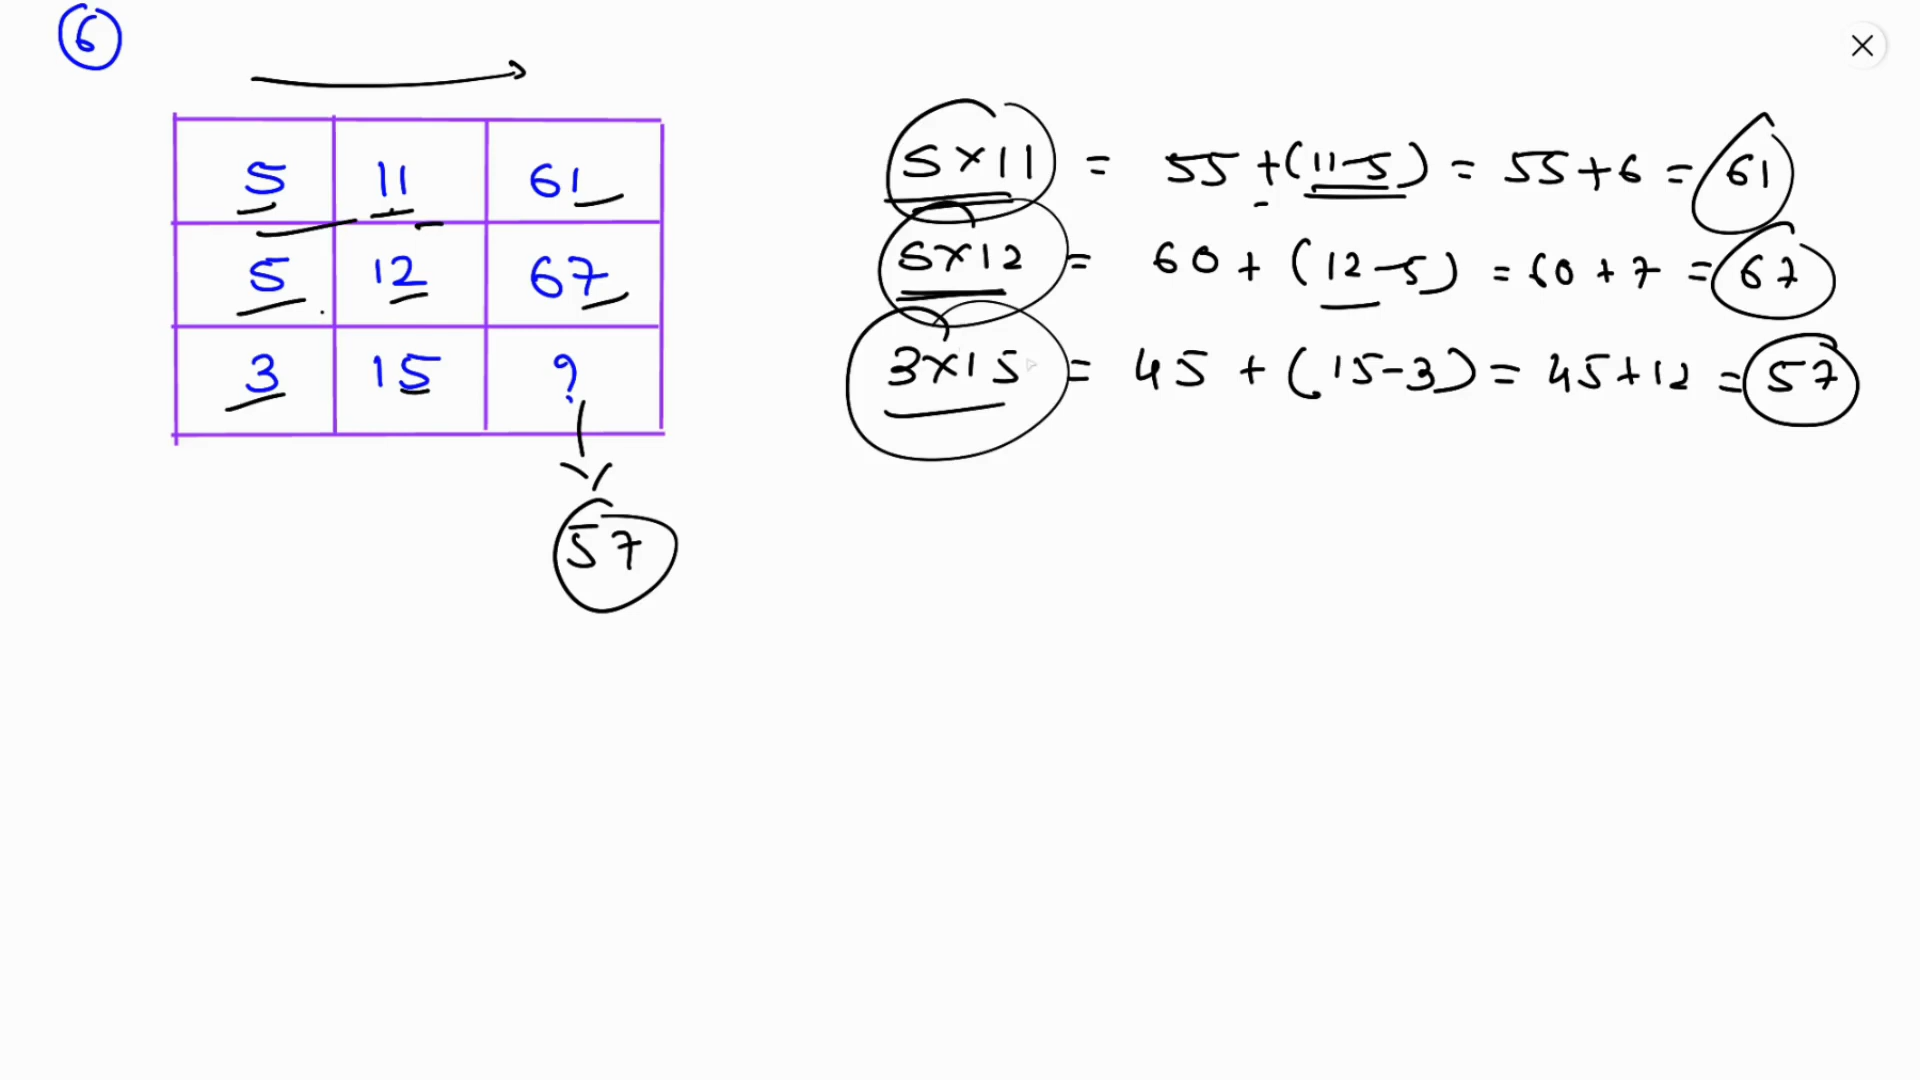 6
5 11 61
5 12 67
3 15 ?
57
5×11 = 55 +(11-5) = 55+6 = 61
5×12 = 60 + (12-5) = 60+7 = 67
3×15 = 45 + (15-3) = 45+12 = 57